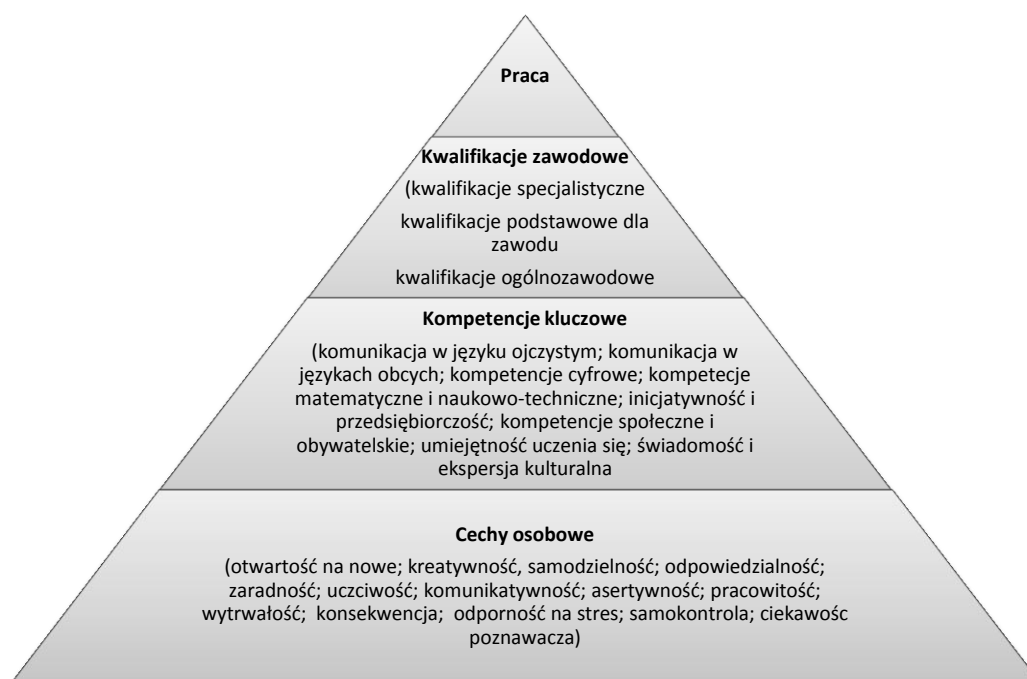 Praca
Kwalifikacje zawodowe
(kwalifikacje specjalistyczne
kwalifikacje podstawowe dla
zawodu
kwalifikacje ogólnozawodowe
Kompetencje kluczowe
(komunikacja w języku ojczystym; komunikacja w
językach obcych; kompetencje cyfrowe; kompetecje
matematyczne i naukowo-techniczne; inicjatywność i
przedsiębiorczość; kompetencje społeczne i
obywatelskie; umiejętność uczenia się; świadomość i
ekspersja kulturalna
Cechy osobowe
(otwartość na nowe; kreatywność, samodzielność; odpowiedzialność;
zaradność; uczciwość; komunikatywność; asertywność; pracowitość;
wytrwałość; konsekwencja; odporność na stres; samokontrola; ciekawośc
poznawacza)